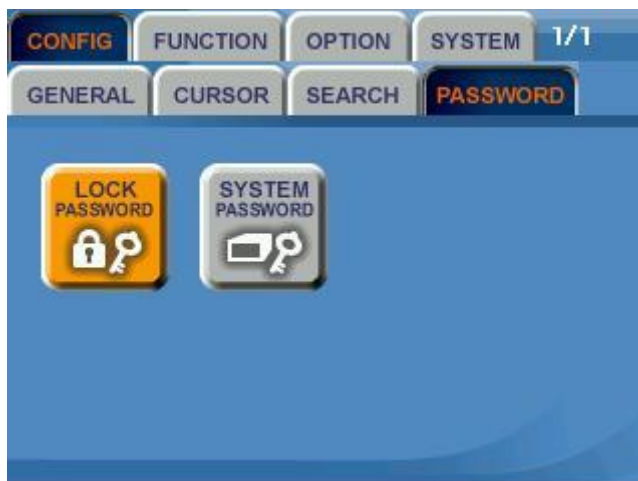 CONFIG FUNCTION OPTION SYSTEM 1/1
GENERAL CURSOR SEARCH PASSWORD
LOCK PASSWORD
SYSTEM PASSWORD